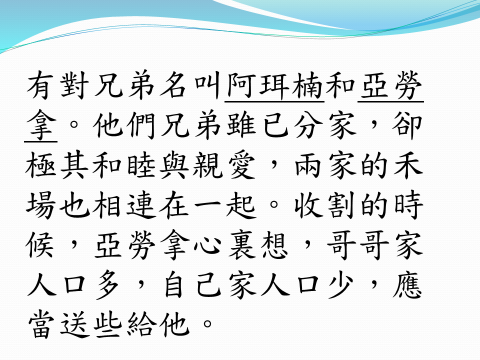 有對兄弟名叫阿珥楠和亞勞
拿。他們兄弟雖已分家，卻
極其和睦與親愛，兩家的禾
場也相連在一起。收割的時
候，亞勞拿心裏想，哥哥家
人口多，自己家人口少，應
當送些給他。